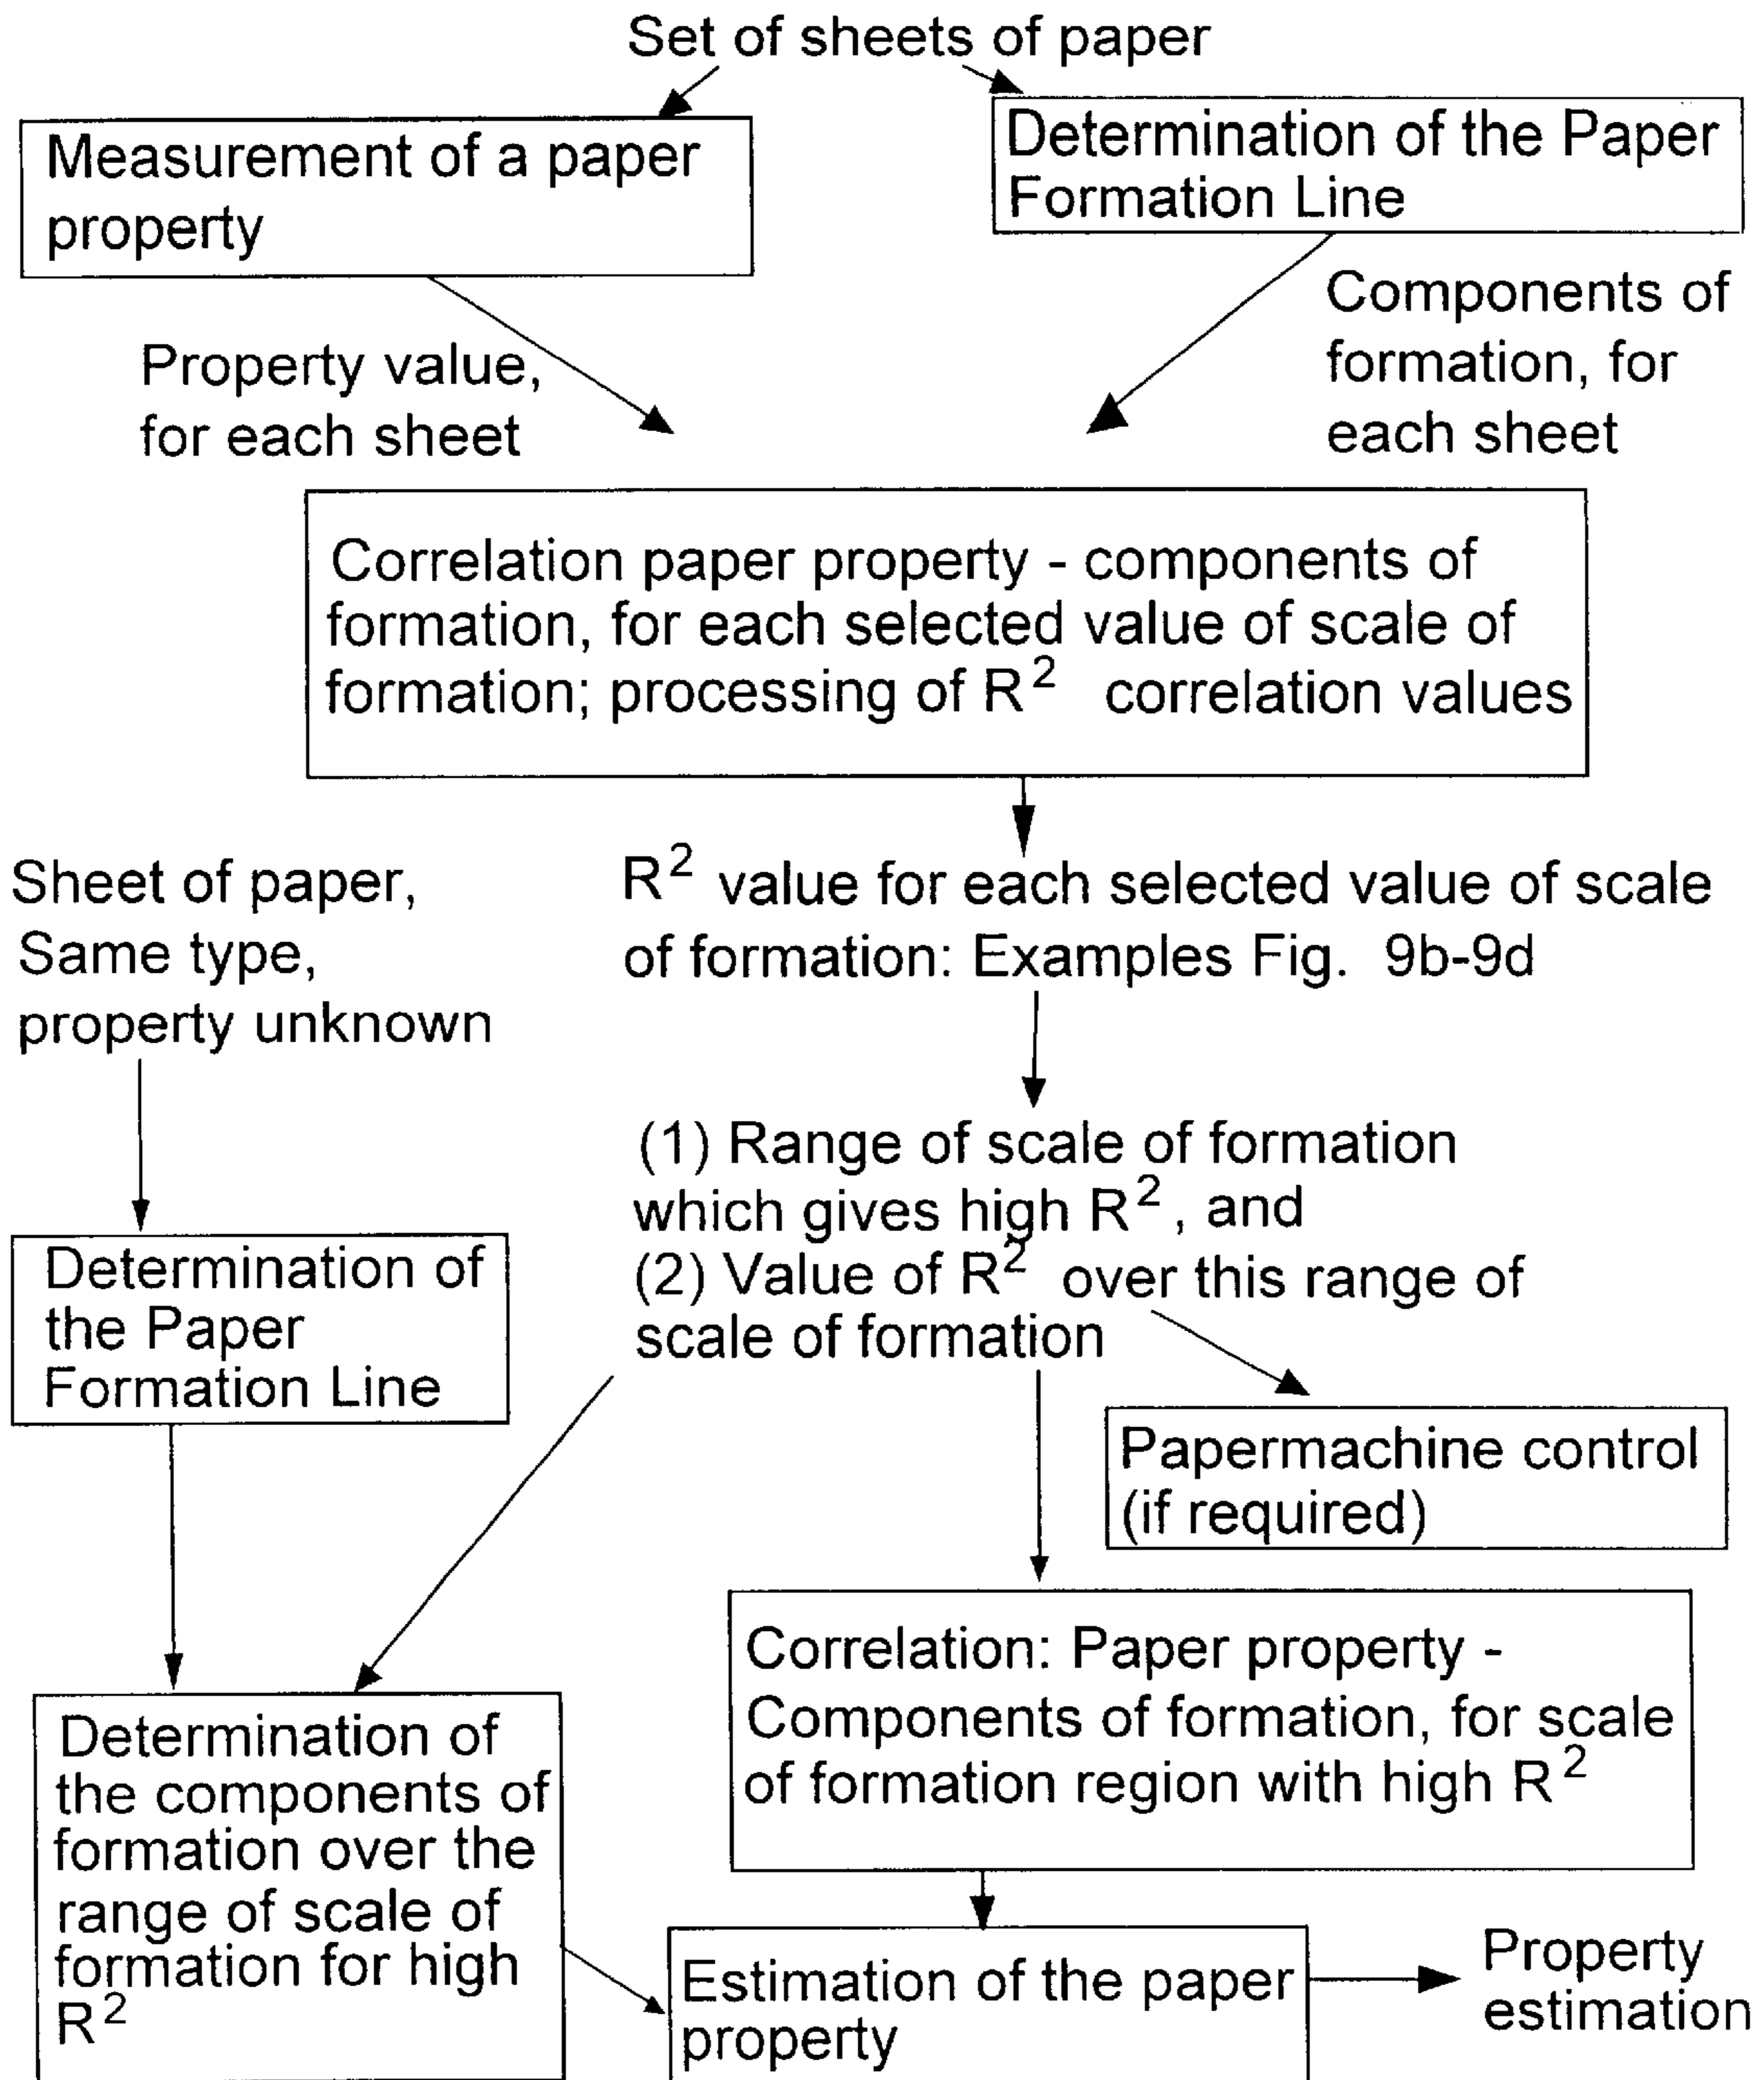 Set of sheets of paper
Measurement of a paper
property
Determination of the Paper
Formation Line
Property value,
for each sheet
Components of
formation, for
each sheet
Correlation paper property - components of
formation, for each selected value of scale of
formation; processing of R² correlation values
R² value for each selected value of scale
of formation: Examples Fig. 9b-9d
Sheet of paper,
Same type,
property unknown
(1) Range of scale of formation
which gives high R², and
(2) Value of R² over this range of
scale of formation
Determination of
the Paper
Formation Line
Papermachine control
(if required)
Correlation: Paper property -
Components of formation, for scale
of formation region with high R²
Determination of
the components of
formation over the
range of scale of
formation for high
R²
Estimation of the paper
property
Property
estimation